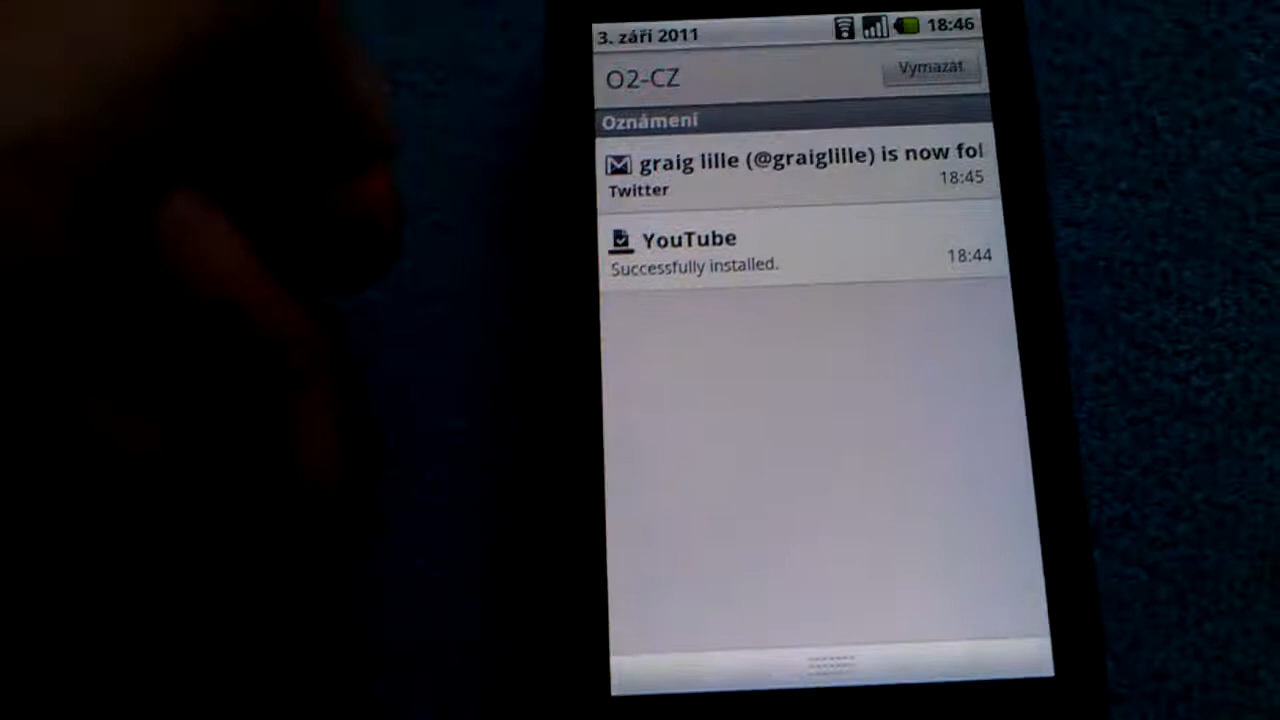 3. září 2011 18:46
O2-CZ Vymazat
Oznámení
graig lille (@graiglille) is now fol
Twitter 18:45
YouTube
Successfully installed. 18:44